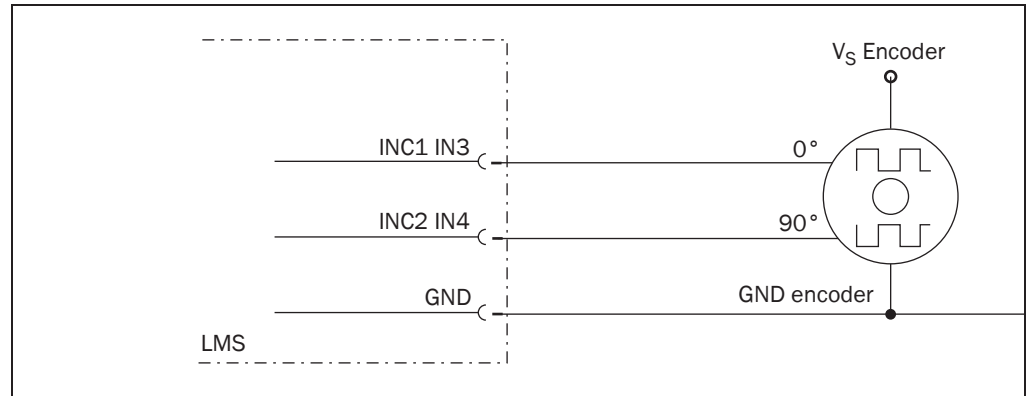 V_S Encoder
INC1 IN3
0°
INC2 IN4
90°
GND
GND encoder
LMS